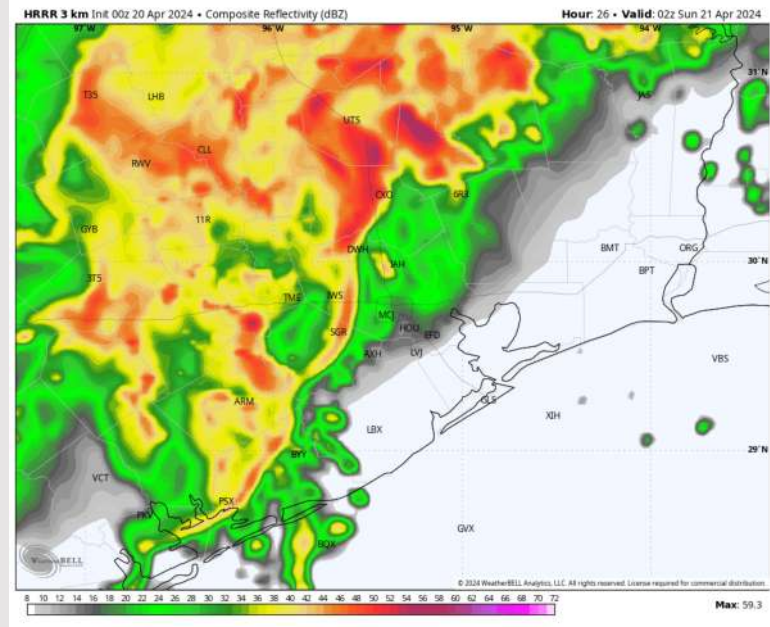 HRRR 3 km Init 00z 20 Apr 2024 • Composite Reflectivity (dBZ)
Hour: 26 • Valid: 02z Sun 21 Apr 2024
97°W 96°W 95°W 94°W
31°N
T35 LHB JAS
UTS
CLL
RWV
CXO 6R3
11R
GYB
DWH BMT ORG
IAH 30°N
BPT
3T5
TME IWS
MCJ
SGR HOU EFD
AXH LVJ VBS
ARM GLS
LBX XIH
BYY 29°N
VCT
PSX
PKV
GVX
BQX
WeatherBELL
© 2024 WeatherBELL Analytics, LLC. All rights reserved. License required for commercial distribution.
8 10 12 14 16 18 20 22 24 26 28 30 32 34 36 38 40 42 44 46 48 50 52 54 56 58 60 62 64 66 68 70 72
Max: 59.3